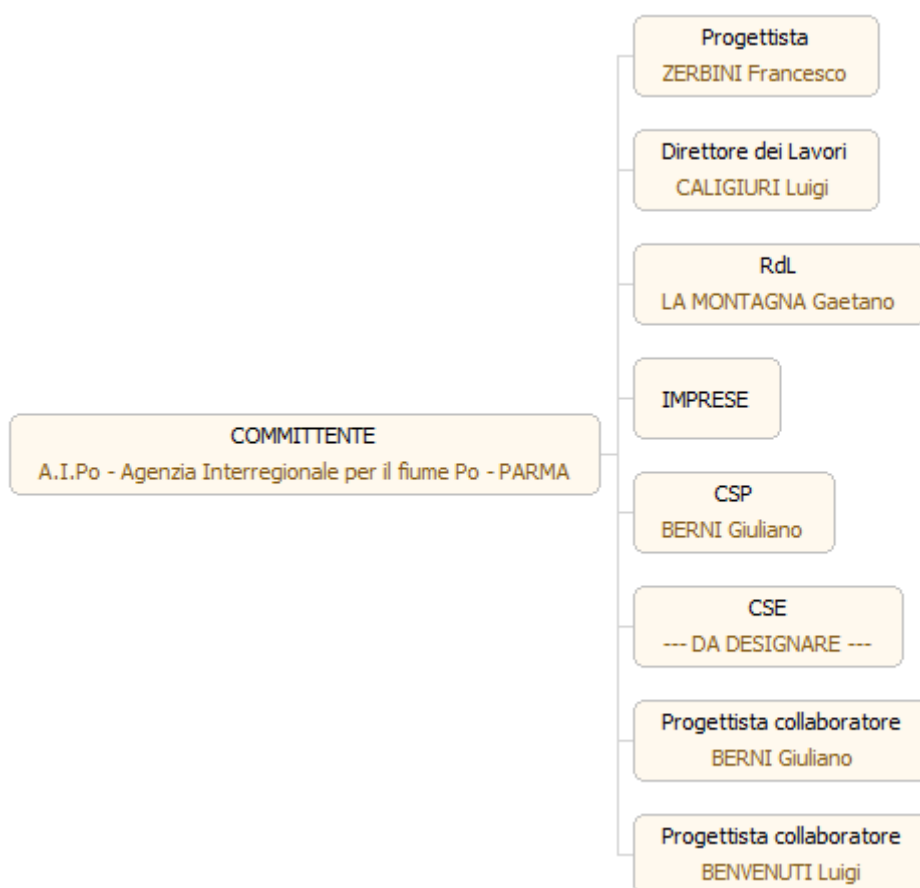 Progettista
ZERBINI Francesco
Direttore dei Lavori
CALIGIURI Luigi
RdL
LA MONTAGNA Gaetano
IMPRESE
COMMITTENTE
A.I.Po - Agenzia Interregionale per il fiume Po - PARMA
CSP
BERNI Giuliano
CSE
--- DA DESIGNARE ---
Progettista collaboratore
BERNI Giuliano
Progettista collaboratore
BENVENUTI Luigi